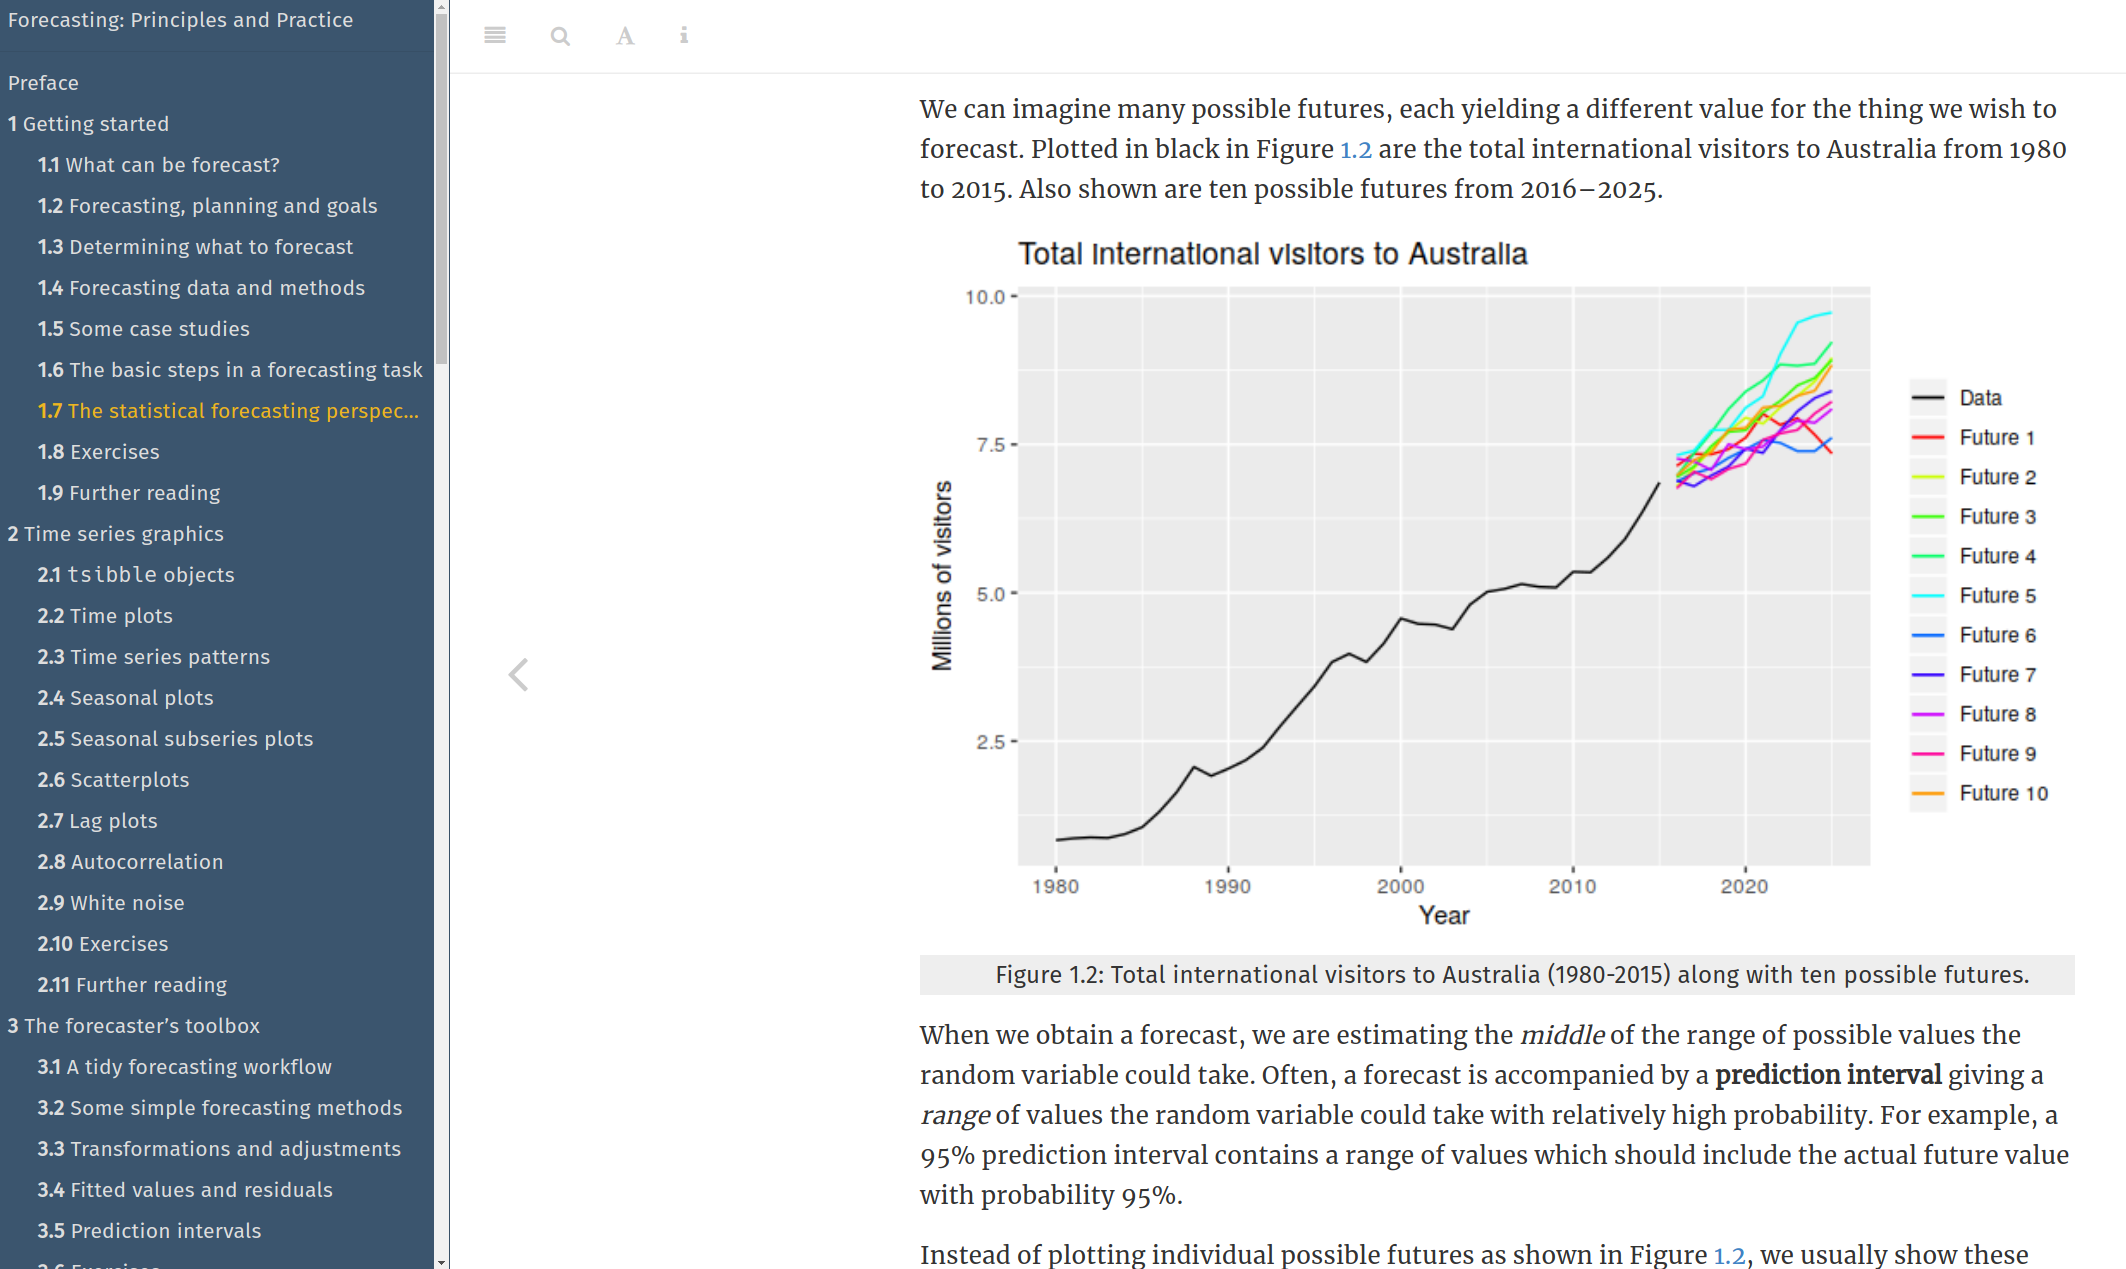 Forecasting: Principles and Practice
Preface
1 Getting started
1.1 What can be forecast?
1.2 Forecasting, planning and goals
1.3 Determining what to forecast
1.4 Forecasting data and methods
1.5 Some case studies
1.6 The basic steps in a forecasting task
1.7 The statistical forecasting perspec...
1.8 Exercises
1.9 Further reading
2 Time series graphics
2.1 tsibble objects
2.2 Time plots
2.3 Time series patterns
2.4 Seasonal plots
2.5 Seasonal subseries plots
2.6 Scatterplots
2.7 Lag plots
2.8 Autocorrelation
2.9 White noise
2.10 Exercises
2.11 Further reading
3 The forecaster’s toolbox
3.1 A tidy forecasting workflow
3.2 Some simple forecasting methods
3.3 Transformations and adjustments
3.4 Fitted values and residuals
3.5 Prediction intervals
We can imagine many possible futures, each yielding a different value for the thing we wish to
forecast. Plotted in black in Figure 1.2 are the total international visitors to Australia from 1980
to 2015. Also shown are ten possible futures from 2016–2025.
Total international visitors to Australia
10.0
7.5
5.0
2.5
Millions of visitors
1980 1990 2000 2010 2020
Year
Data
Future 1
Future 2
Future 3
Future 4
Future 5
Future 6
Future 7
Future 8
Future 9
Future 10
Figure 1.2: Total international visitors to Australia (1980-2015) along with ten possible futures.
When we obtain a forecast, we are estimating the middle of the range of possible values the
random variable could take. Often, a forecast is accompanied by a prediction interval giving a
range of values the random variable could take with relatively high probability. For example, a
95% prediction interval contains a range of values which should include the actual future value
with probability 95%.
Instead of plotting individual possible futures as shown in Figure 1.2, we usually show these